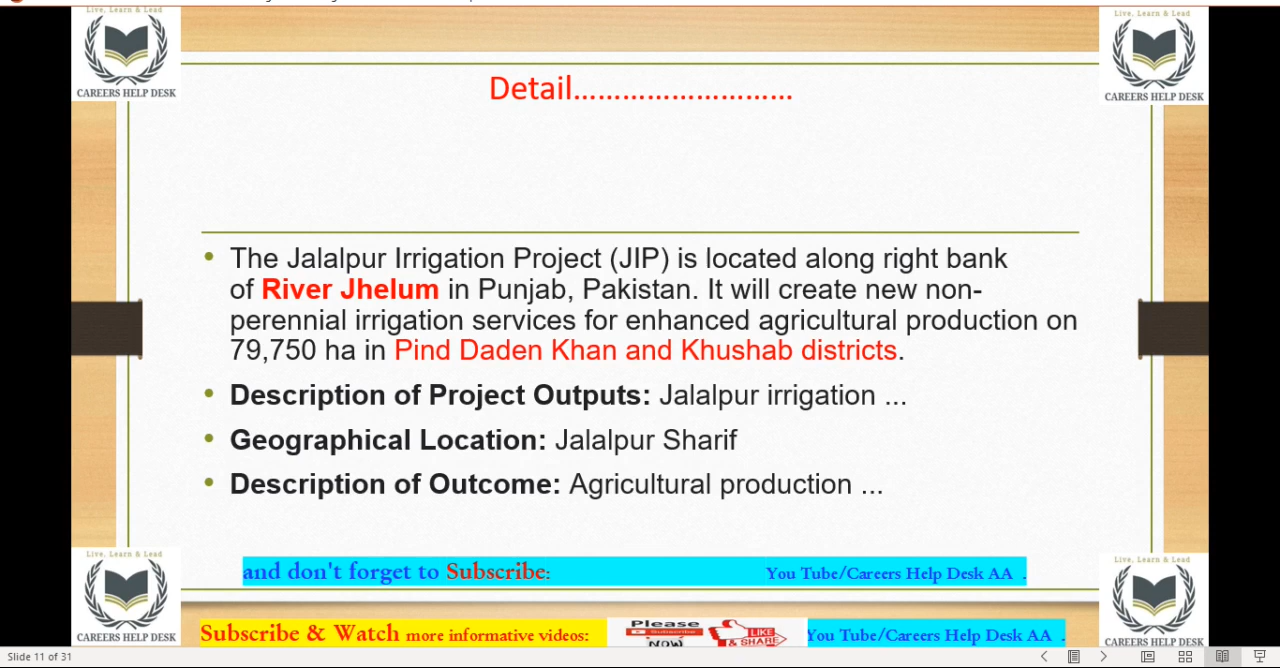 Live, Learn & Lead
CAREERS HELP DESK
Live, Learn & Lead
CAREERS HELP DESK
Detail………………………
• The Jalalpur Irrigation Project (JIP) is located along right bank
of River Jhelum in Punjab, Pakistan. It will create new non-
perennial irrigation services for enhanced agricultural production on
79,750 ha in Pind Daden Khan and Khushab districts.
• Description of Project Outputs: Jalalpur irrigation ...
• Geographical Location: Jalalpur Sharif
• Description of Outcome: Agricultural production ...
Live, Learn & Lead
CAREERS HELP DESK
Live, Learn & Lead
CAREERS HELP DESK
and don't forget to Subscribe: You Tube/Careers Help Desk AA .
Subscribe & Watch more informative videos:
Please
Subscribe
NOW
LIKE
& SHARE
You Tube/Careers Help Desk AA .
Slide 11 of 31